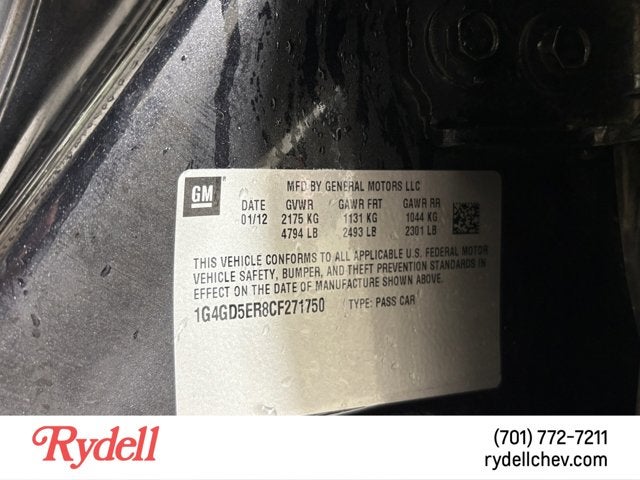 GM
MFD BY GENERAL MOTORS LLC
DATE GVWR GAWR FRT GAWR RR
01/12 2175 KG 1131 KG 1044 KG
4794 LB 2493 LB 2301 LB
THIS VEHICLE CONFORMS TO ALL APPLICABLE U.S. FEDERAL MOTOR
VEHICLE SAFETY, BUMPER, AND THEFT PREVENTION STANDARDS IN
EFFECT ON THE DATE OF MANUFACTURE SHOWN ABOVE.
1G4GD5ER8CF271750 TYPE: PASS CAR
Rydell
(701) 772-7211
rydellchev.com